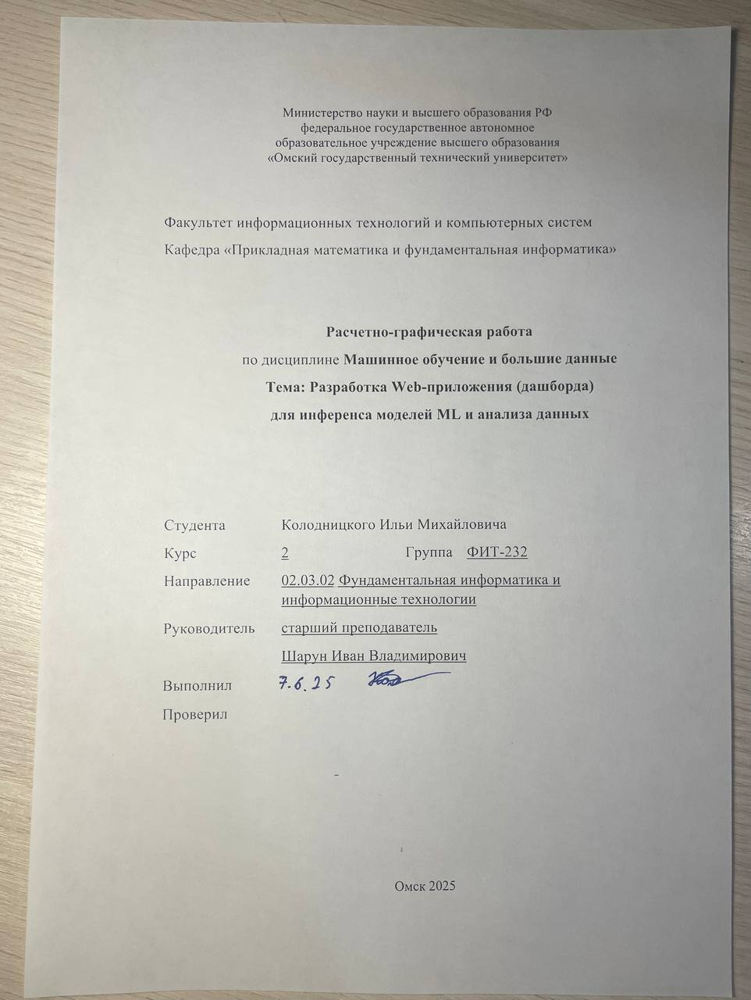 Министерство науки и высшего образования РФ
федеральное государственное автономное
образовательное учреждение высшего образования
«Омский государственный технический университет»
Факультет информационных технологий и компьютерных систем
Кафедра «Прикладная математика и фундаментальная информатика»
Расчетно-графическая работа
по дисциплине Машинное обучение и большие данные
Тема: Разработка Web-приложения (дашборда)
для инференса моделей ML и анализа данных
Студента Колодницкого Ильи Михайловича
Курс 2 Группа ФИТ-232
Направление 02.03.02 Фундаментальная информатика и
информационные технологии
Руководитель старший преподаватель
Шарун Иван Владимирович
Выполнил 7.6.25
Проверил
Омск 2025